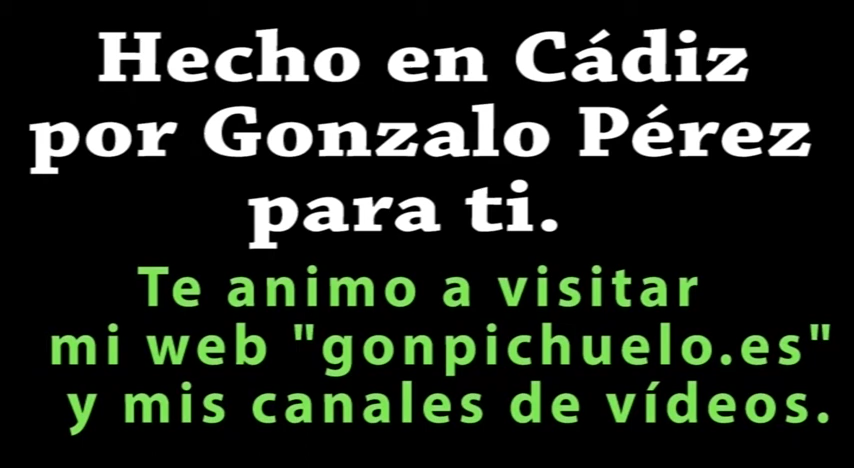 Hecho en Cádiz
por Gonzalo Pérez
para ti.
Te animo a visitar
mi web "gonpichuelo.es"
y mis canales de vídeos.